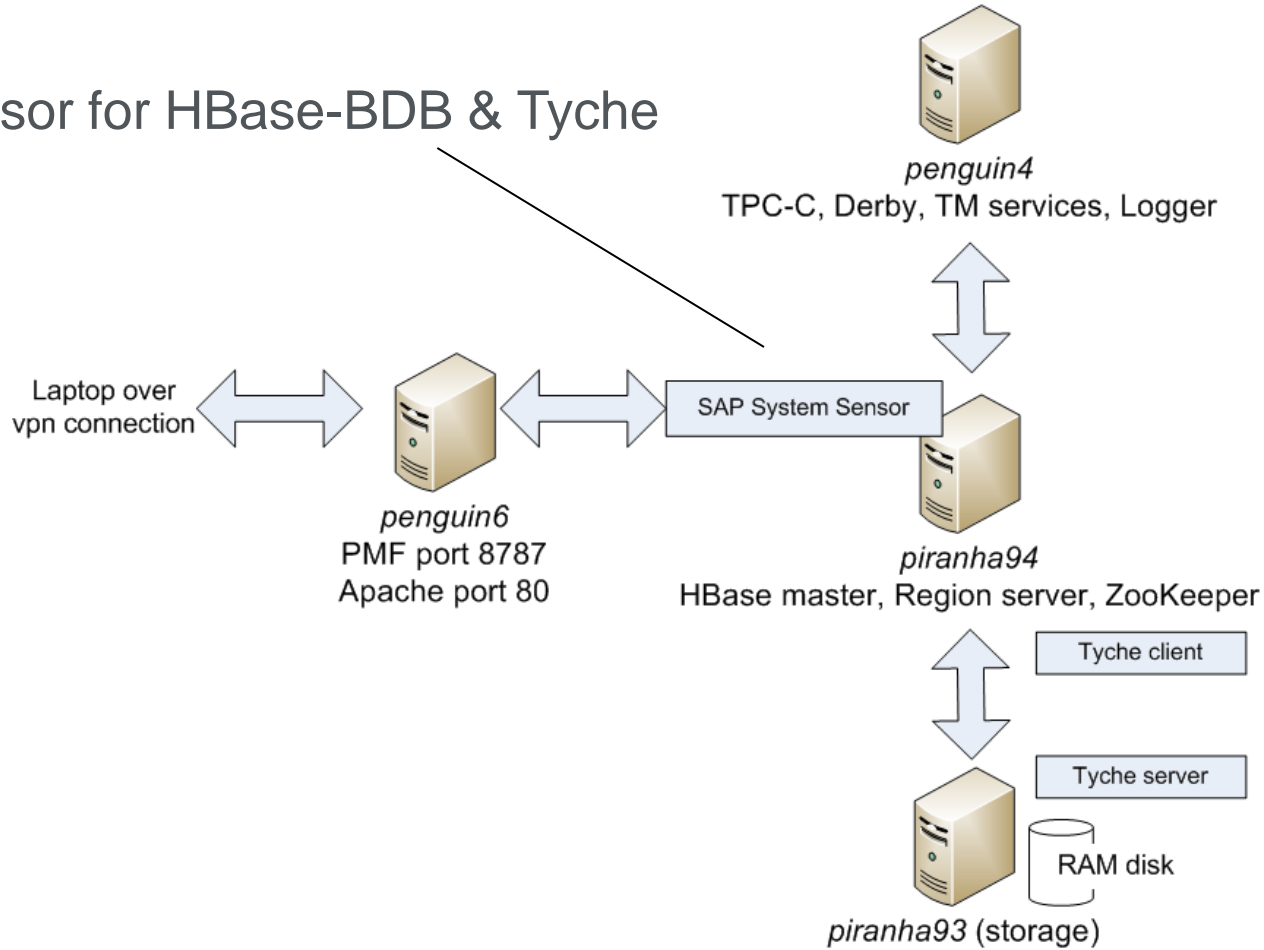 sor for HBase-BDB & Tyche
penguin4
TPC-C, Derby, TM services, Logger
Laptop over
vpn connection
SAP System Sensor
penguin6
PMF port 8787
Apache port 80
piranha94
HBase master, Region server, ZooKeeper
Tyche client
Tyche server
RAM disk
piranha93 (storage)